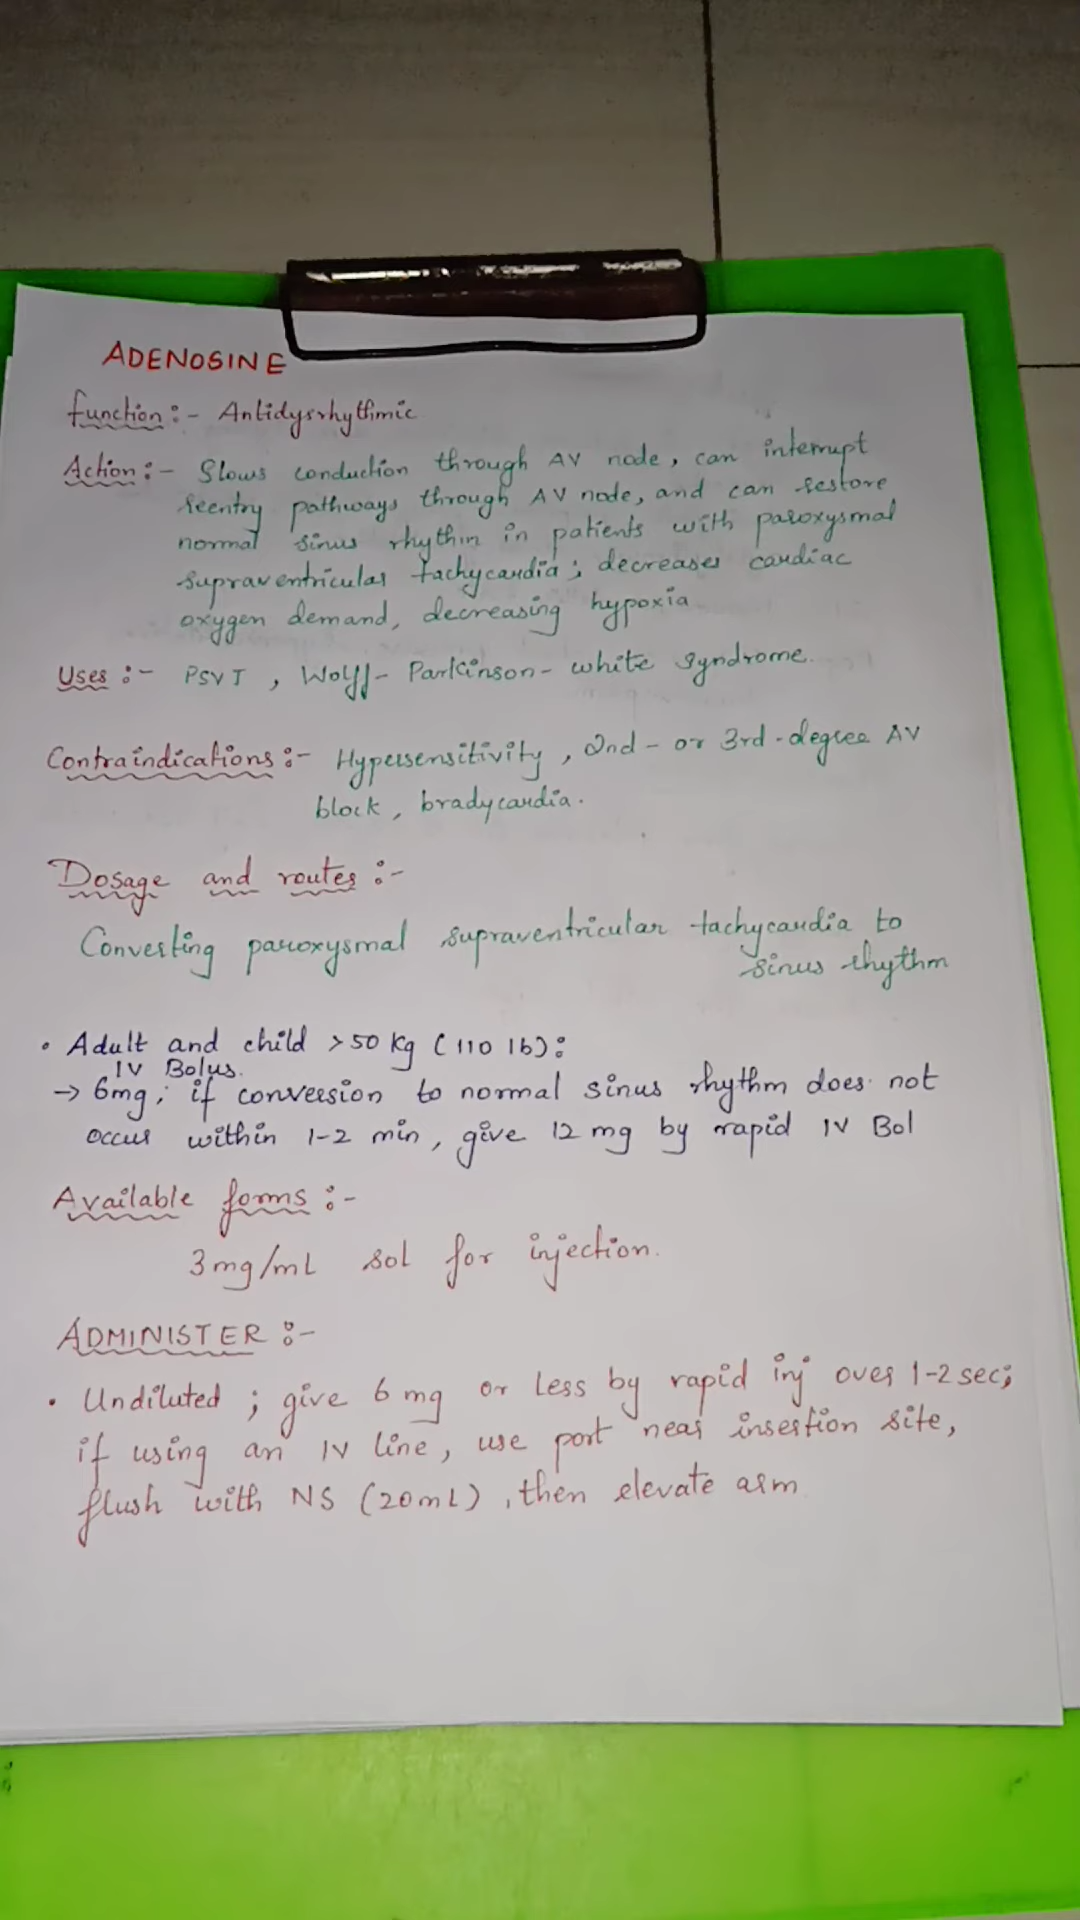 ADENOSINE
Function:- Antidysrhythmic
Action:- Slows conduction through AV node, can interrupt
reentry pathways through AV node, and can restore
normal sinus rhythm in patients with paroxysmal
supraventricular tachycardia; decreases cardiac
oxygen demand, decreasing hypoxia
Uses:- PSVT, Wolff-Parkinson-white syndrome.
Contraindications:- Hypersensitivity, 2nd- or 3rd-degree AV
block, bradycardia.
Dosage and routes:-
Converting paroxysmal supraventricular tachycardia to
sinus rhythm
• Adult and child >50 kg (110 lb):
IV Bolus.
→ 6mg; if conversion to normal sinus rhythm does not
occur within 1-2 min, give 12 mg by rapid IV Bol
Available forms:-
3mg/mL sol for injection.
ADMINISTER:-
• Undiluted; give 6 mg or less by rapid inj over 1-2 sec;
if using an IV line, use port near insertion site,
flush with NS (20mL), then elevate arm